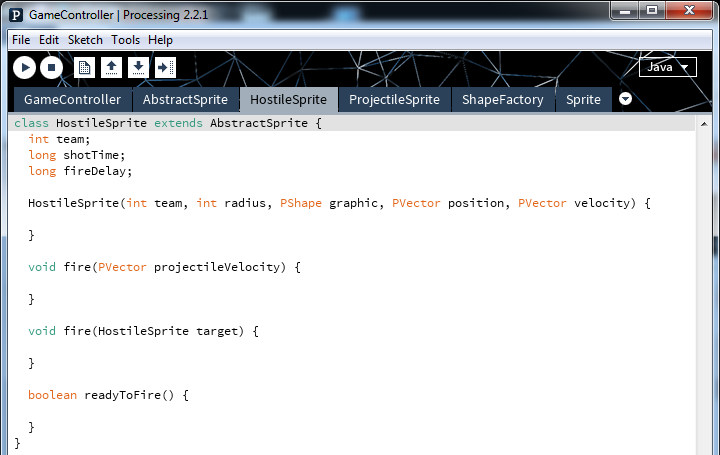 GameController | Processing 2.2.1
File Edit Sketch Tools Help
Java
GameController AbstractSprite HostileSprite ProjectileSprite ShapeFactory Sprite
class HostileSprite extends AbstractSprite {
  int team;
  long shotTime;
  long fireDelay;

  HostileSprite(int team, int radius, PShape graphic, PVector position, PVector velocity) {

  }

  void fire(PVector projectileVelocity) {

  }

  void fire(HostileSprite target) {

  }

  boolean readyToFire() {

  }
}